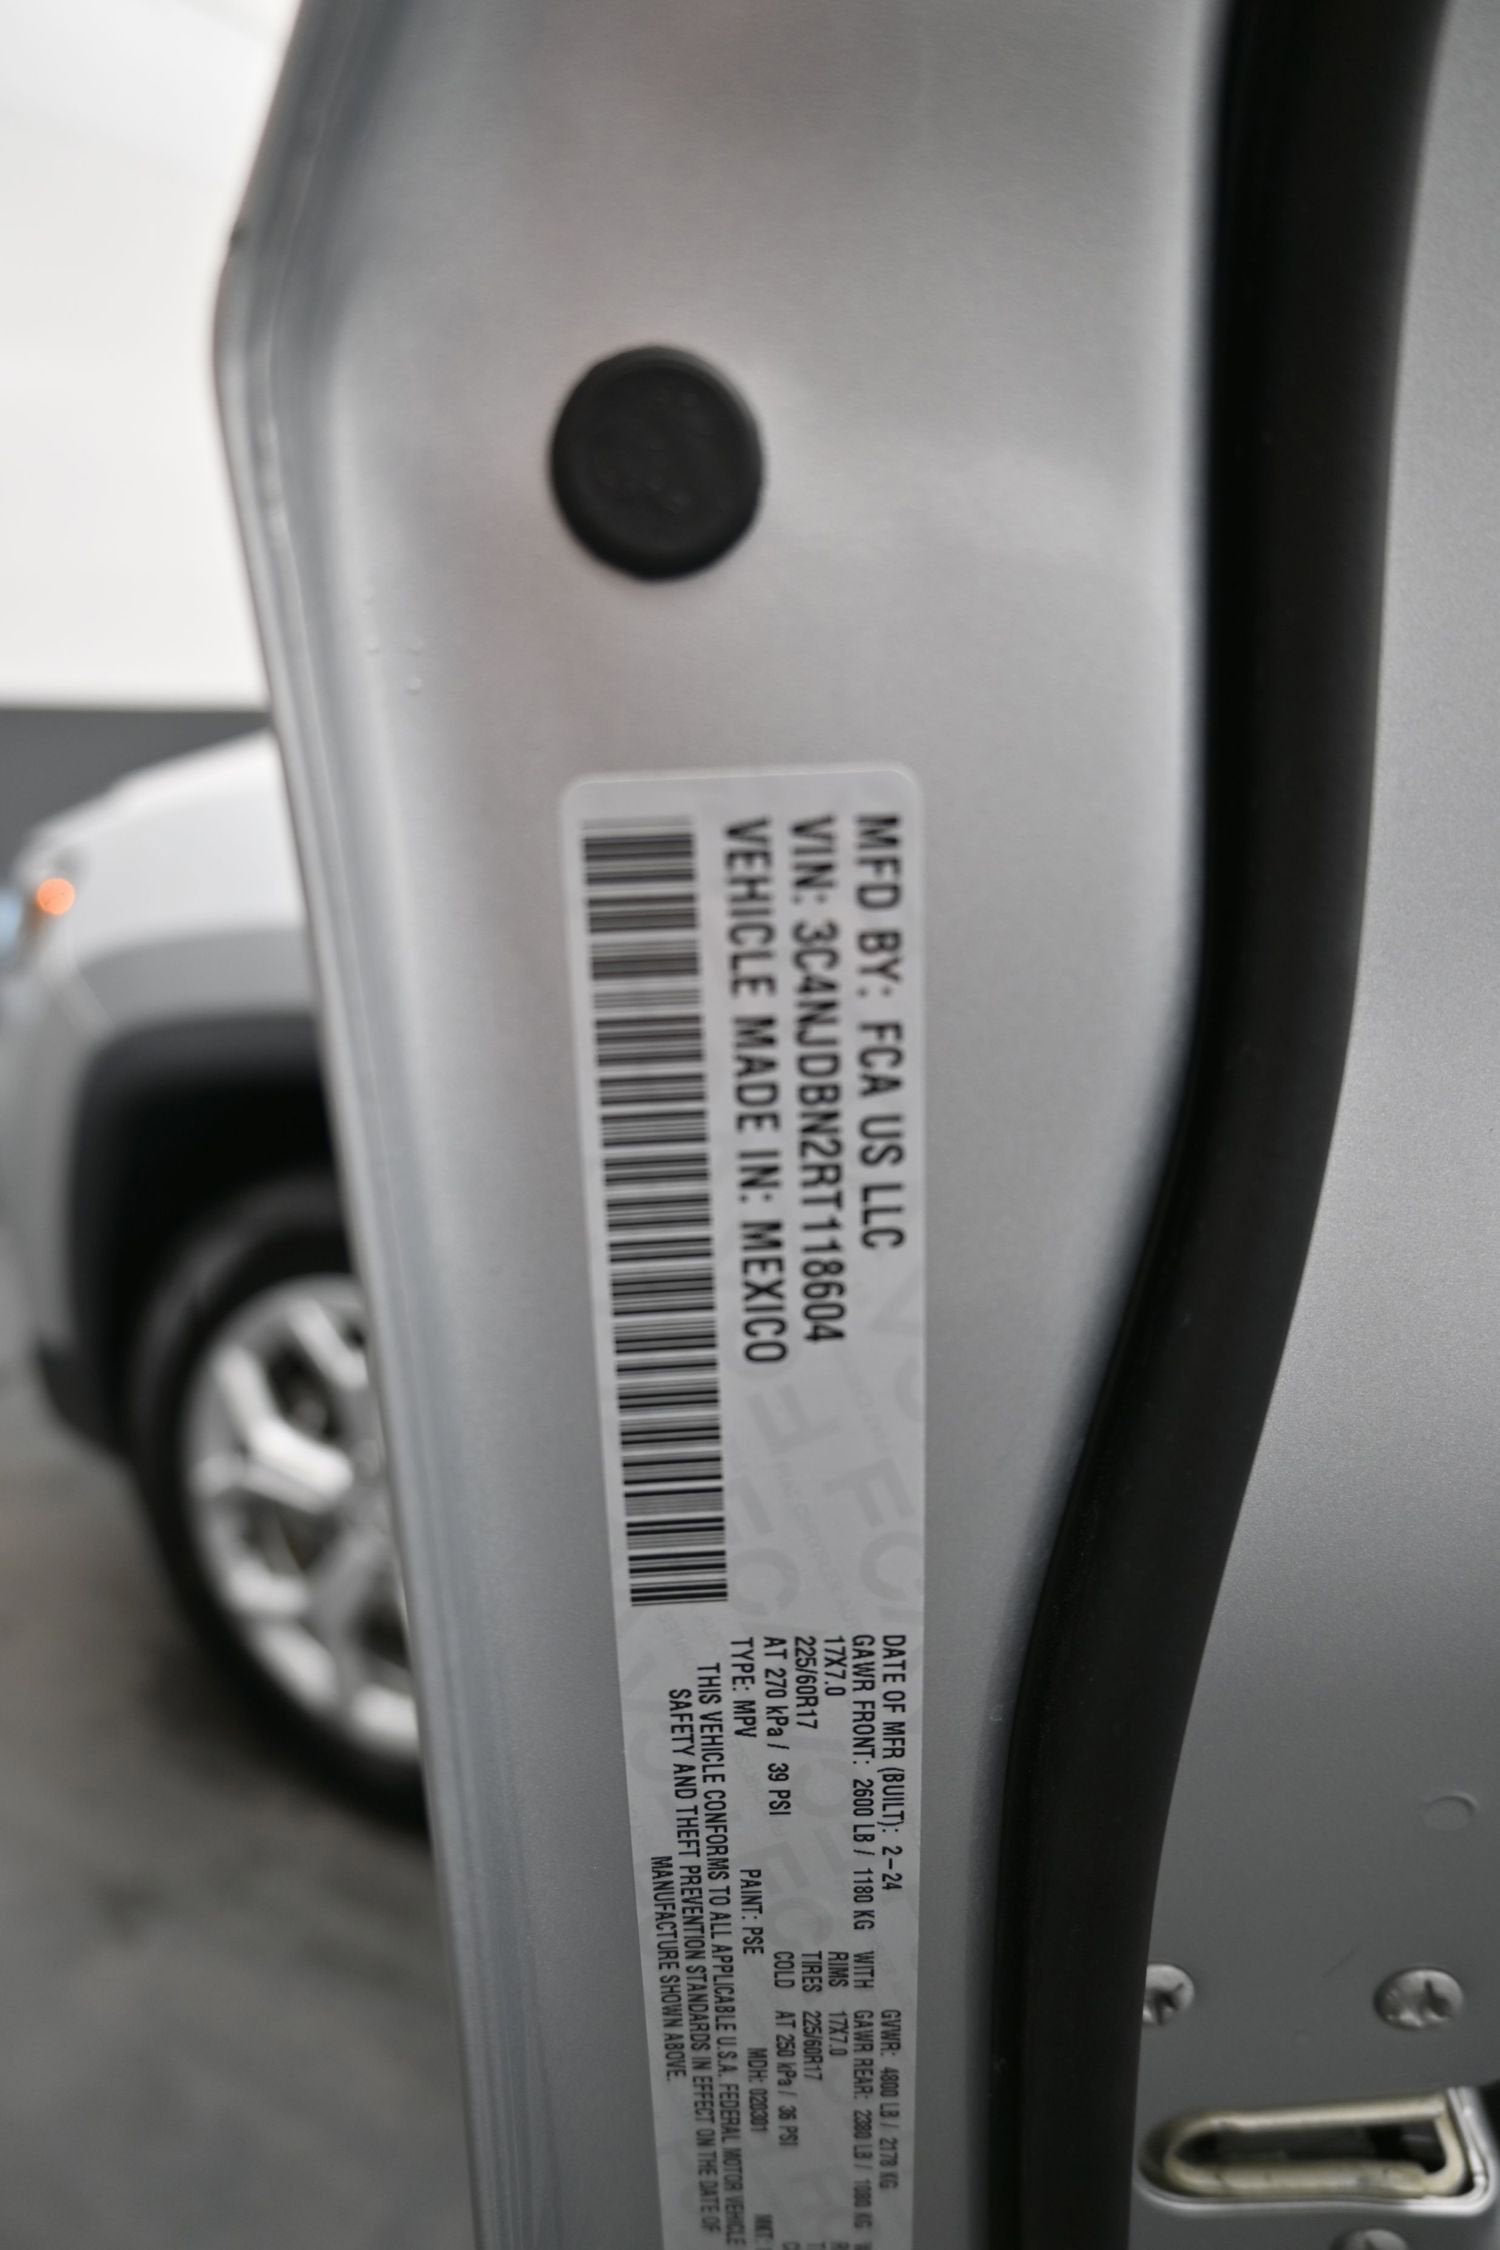 MFD BY: FCA US LLC
VIN: 3C4NJDBN2RT118604
VEHICLE MADE IN: MEXICO
DATE OF MFR (BUILT): 2-24 GVWR: 4800 LB / 2178 KG
GAWR FRONT: 2600 LB / 1180 KG WITH GAWR REAR: 2380 LB / 1080 KG
17X7.0 RIMS 17X7.0
225/60R17 TIRES 225/60R17
AT 270 kPa / 39 PSI COLD AT 250 kPa / 36 PSI
TYPE: MPV PAINT: PSE MDH: 020301 MKT:
THIS VEHICLE CONFORMS TO ALL APPLICABLE U.S.A. FEDERAL MOTOR VEHICLE
SAFETY AND THEFT PREVENTION STANDARDS IN EFFECT ON THE DATE OF
MANUFACTURE SHOWN ABOVE.